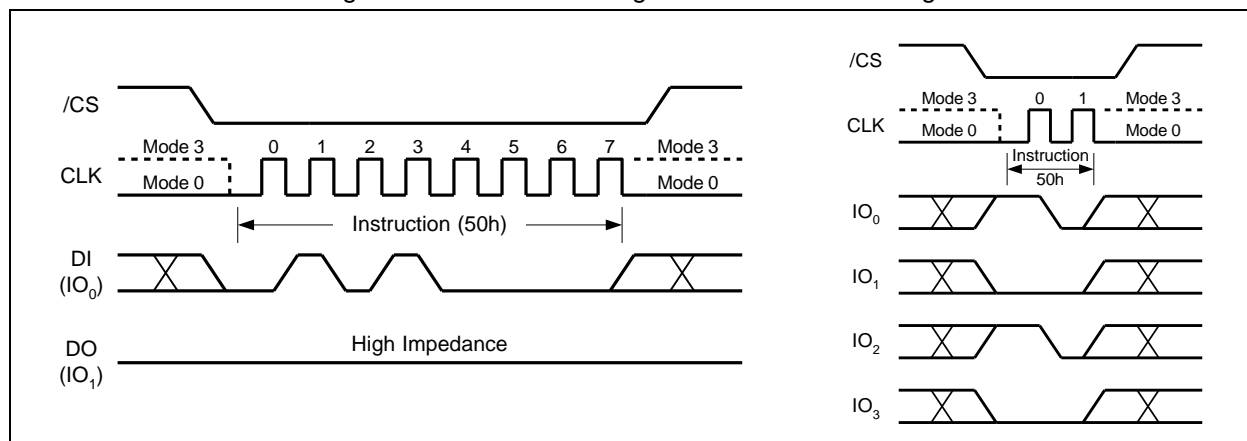 /CS
Mode 3 0 1 2 3 4 5 6 7 Mode 3
CLK
Mode 0 Mode 0
Instruction (50h)
DI
(IO0)
High Impedance
DO
(IO1)
/CS
Mode 3 0 1 Mode 3
CLK Mode 0 Mode 0
Instruction
50h
IO0
IO1
IO2
IO3